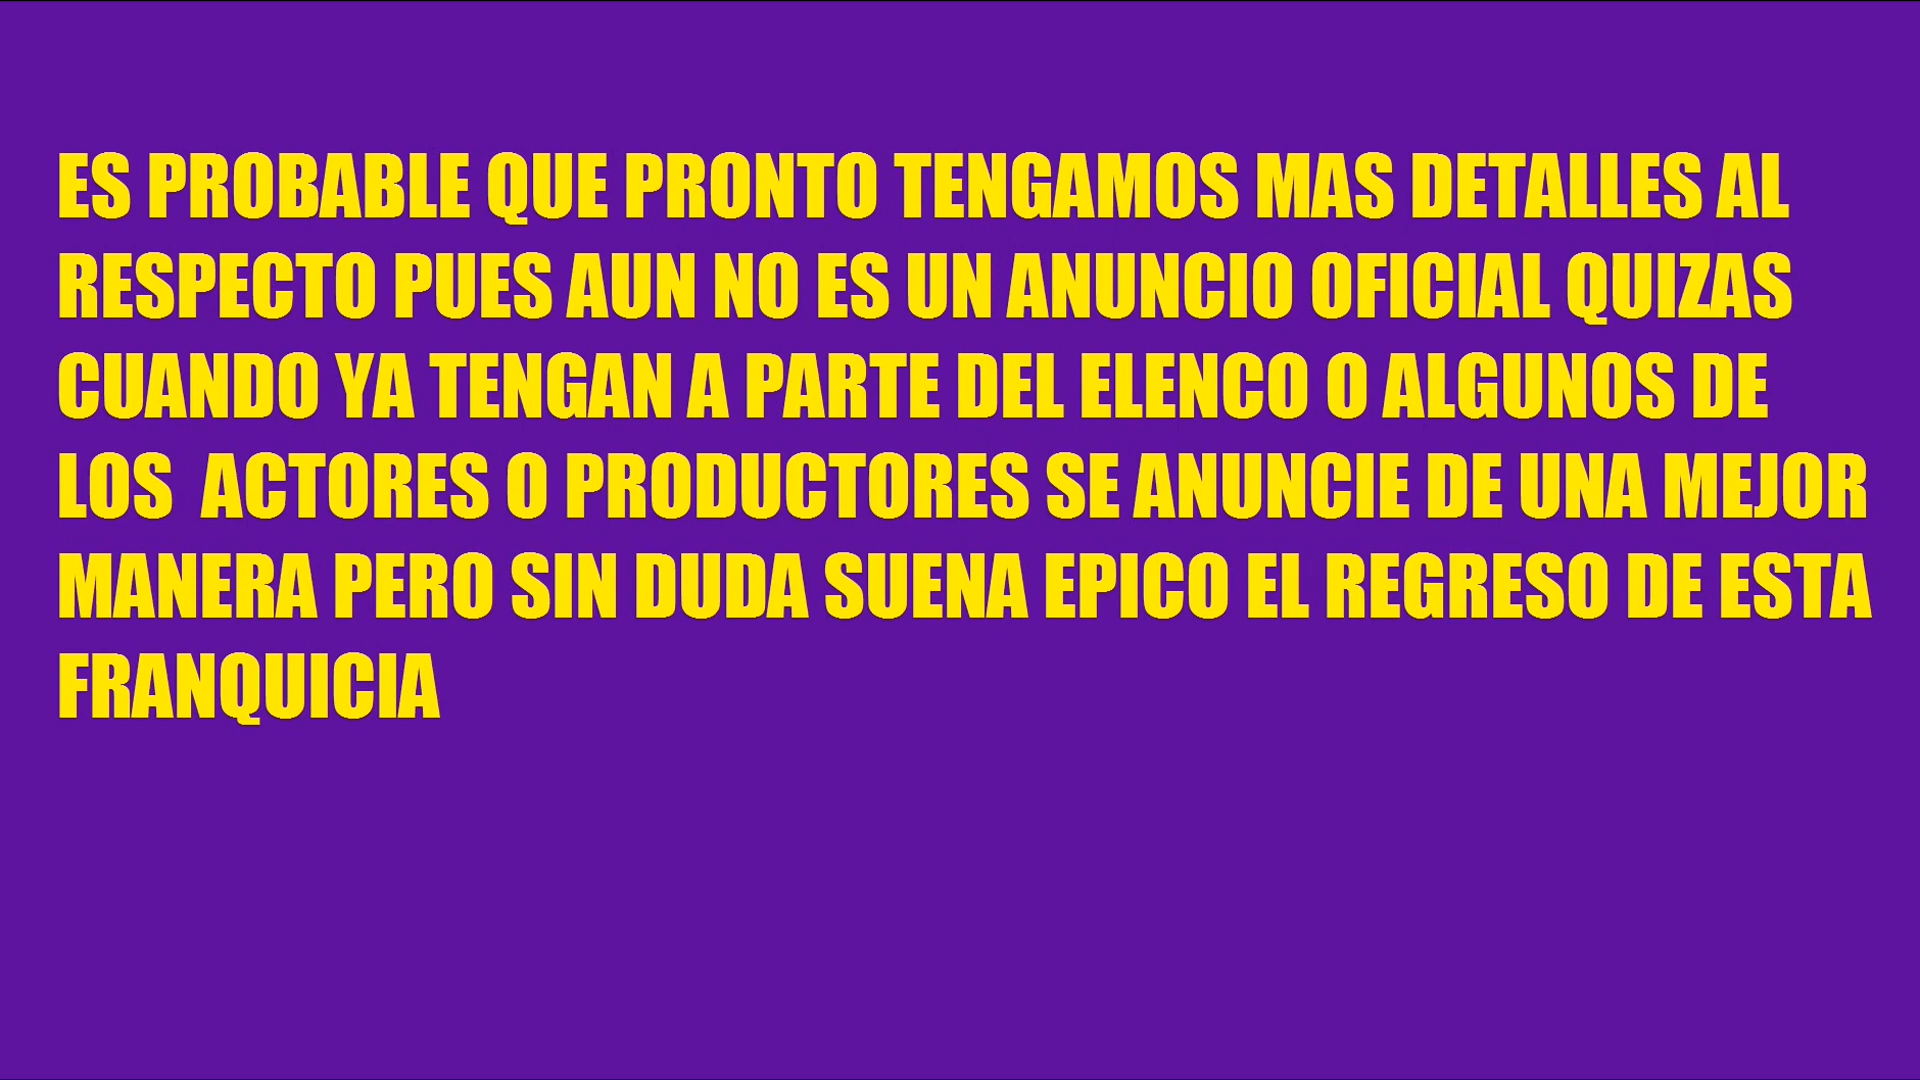 ES PROBABLE QUE PRONTO TENGAMOS MAS DETALLES AL
RESPECTO PUES AUN NO ES UN ANUNCIO OFICIAL QUIZAS
CUANDO YA TENGAN A PARTE DEL ELENCO O ALGUNOS DE
LOS  ACTORES O PRODUCTORES SE ANUNCIE DE UNA MEJOR
MANERA PERO SIN DUDA SUENA EPICO EL REGRESO DE ESTA
FRANQUICIA